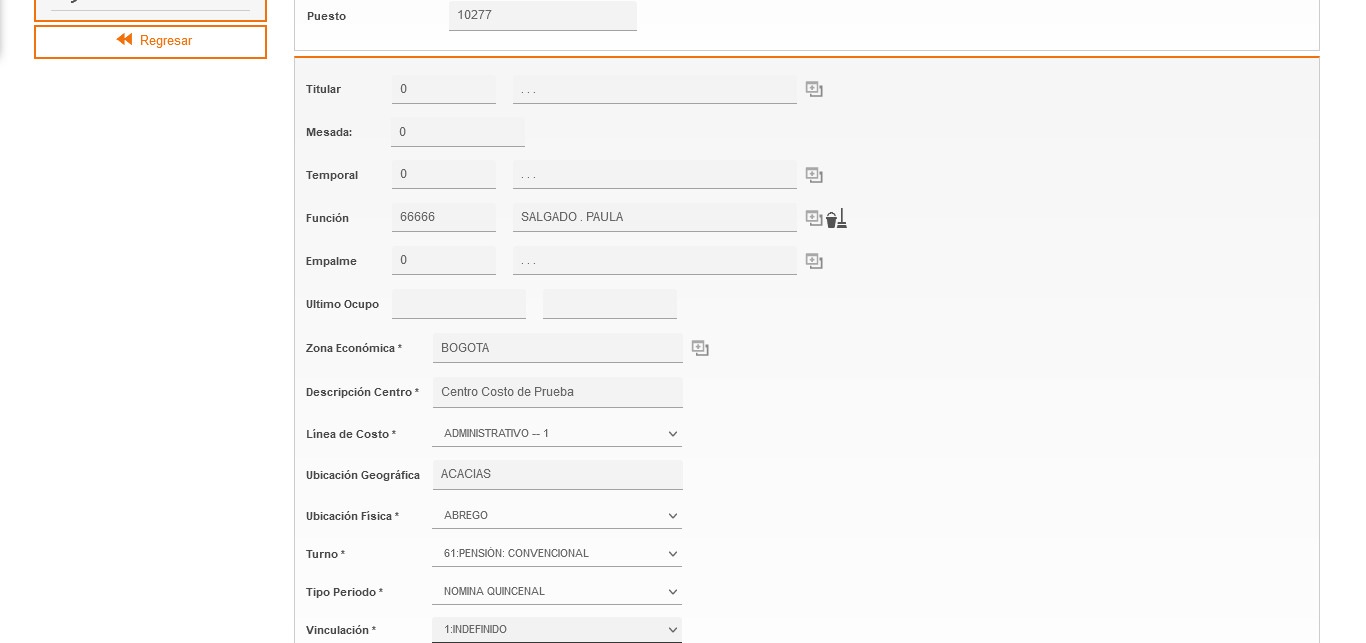 Puesto 10277
Regresar
Titular 0 . . .
Mesada: 0
Temporal 0 . . .
Función 66666 SALGADO . PAULA
Empalme 0 . . .
Ultimo Ocupo
Zona Económica * BOGOTA
Descripción Centro * Centro Costo de Prueba
Línea de Costo * ADMINISTRATIVO -- 1
Ubicación Geográfica ACACIAS
Ubicación Física * ABREGO
Turno * 61:PENSIÓN: CONVENCIONAL
Tipo Periodo * NOMINA QUINCENAL
Vinculación * 1:INDEFINIDO